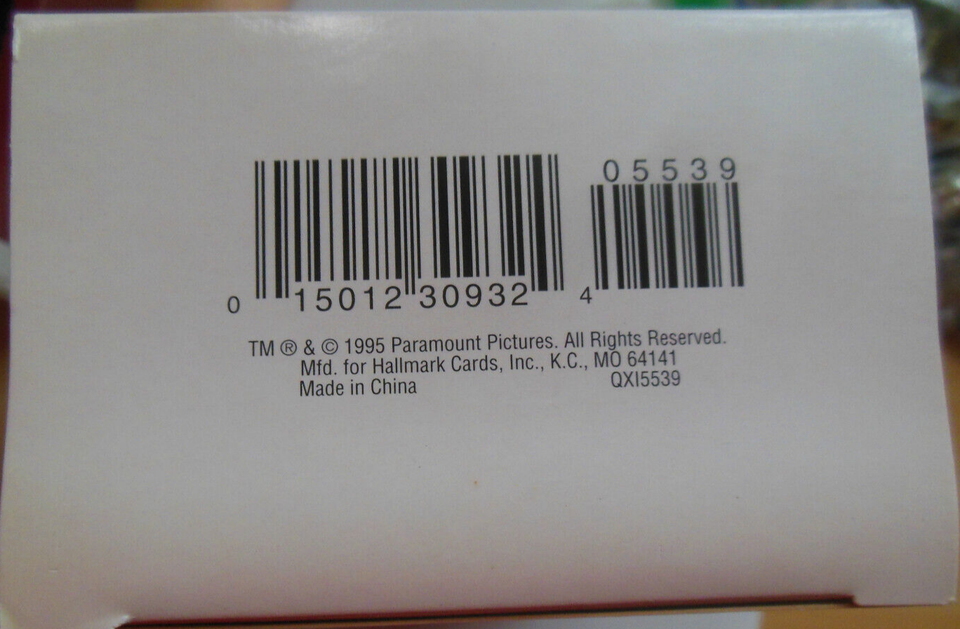 05539
0 15012 30932 4
TM ® & © 1995 Paramount Pictures. All Rights Reserved.
Mfd. for Hallmark Cards, Inc., K.C., MO 64141
Made in China QXI5539